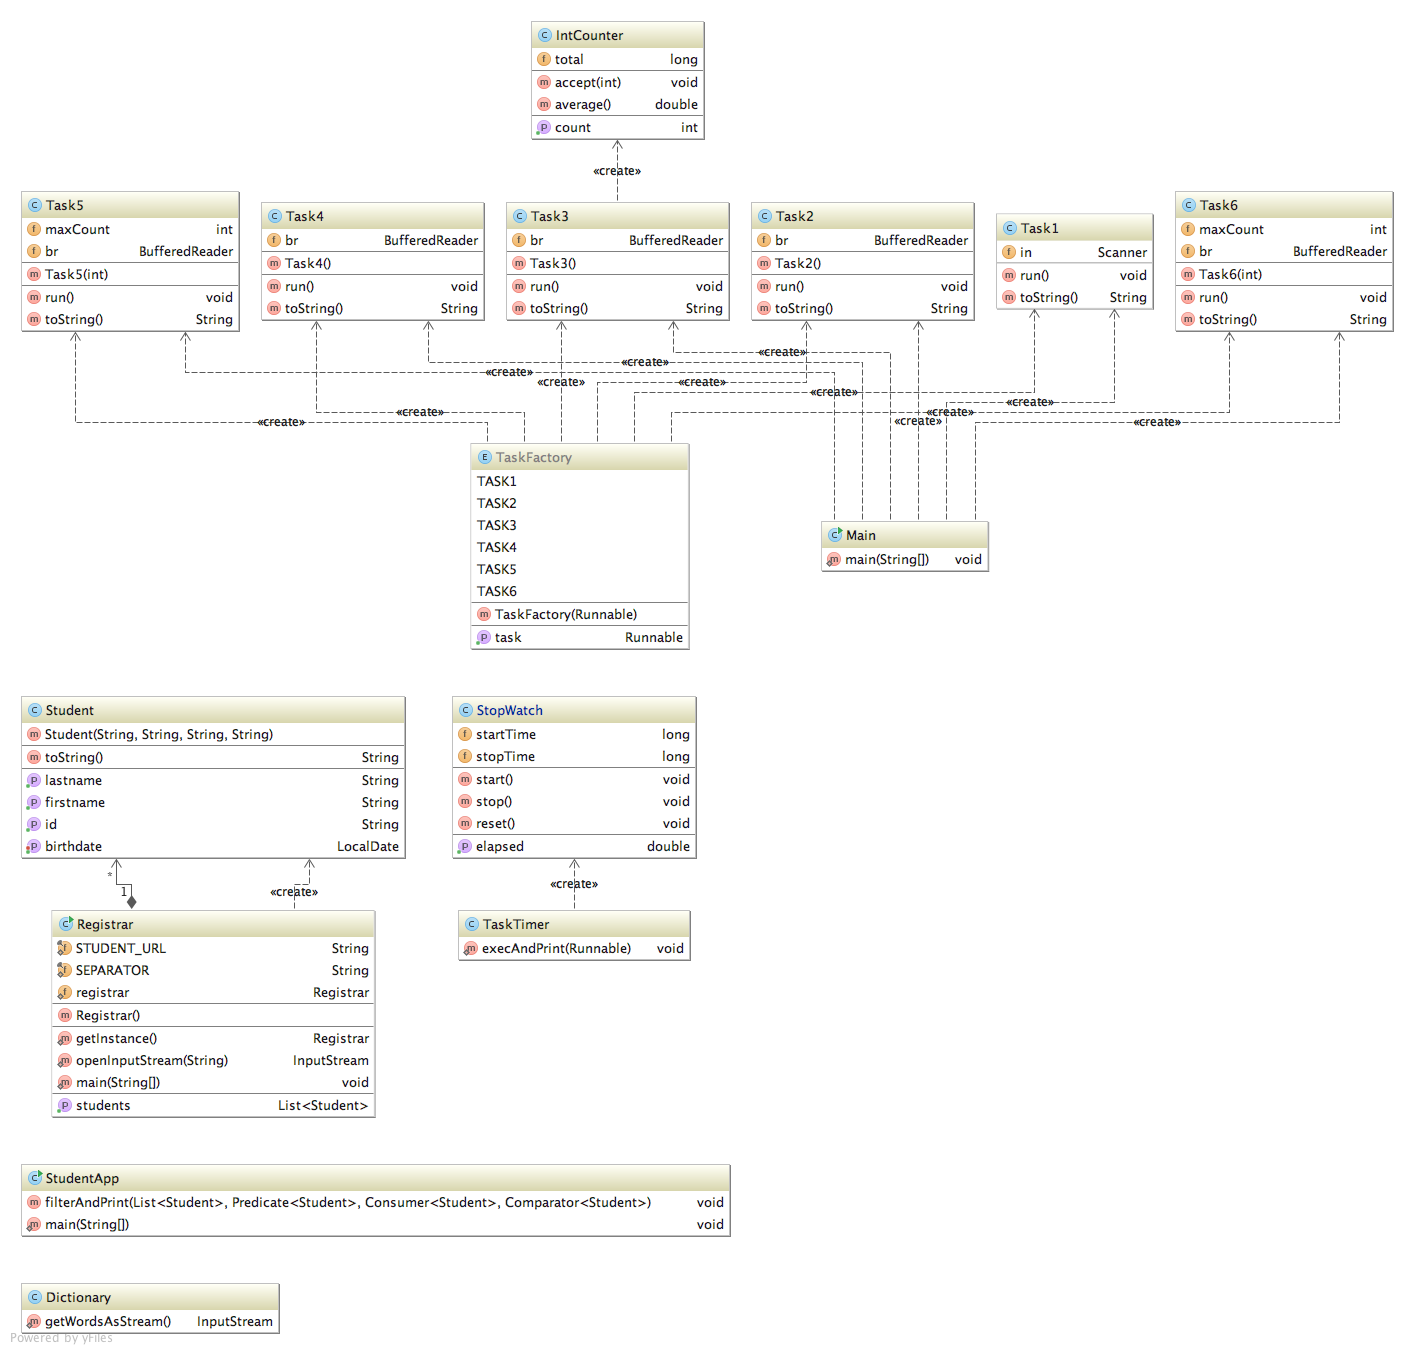 IntCounter
total long
accept(int) void
average() double
count int
«create»
Task5
maxCount int
br BufferedReader
Task5(int)
run() void
toString() String
Task4
br BufferedReader
Task4()
run() void
toString() String
Task3
br BufferedReader
Task3()
run() void
toString() String
Task2
br BufferedReader
Task2()
run() void
toString() String
Task1
in Scanner
run() void
toString() String
Task6
maxCount int
br BufferedReader
Task6(int)
run() void
toString() String
«create»
«create»
«create»
«create»
«create»
«create»
«create»
«create»
«create»
«create»
«create»
«create»
TaskFactory
TASK1
TASK2
TASK3
TASK4
TASK5
TASK6
TaskFactory(Runnable)
task Runnable
Main
main(String[]) void
Student
Student(String, String, String, String)
toString() String
lastname String
firstname String
id String
birthdate LocalDate
*
1
«create»
Registrar
STUDENT_URL String
SEPARATOR String
registrar Registrar
Registrar()
getInstance() Registrar
openInputStream(String) InputStream
main(String[]) void
students List<Student>
StopWatch
startTime long
stopTime long
start() void
stop() void
reset() void
elapsed double
«create»
TaskTimer
execAndPrint(Runnable) void
StudentApp
filterAndPrint(List<Student>, Predicate<Student>, Consumer<Student>, Comparator<Student>) void
main(String[]) void
Dictionary
getWordsAsStream() InputStream
Powered by yFiles